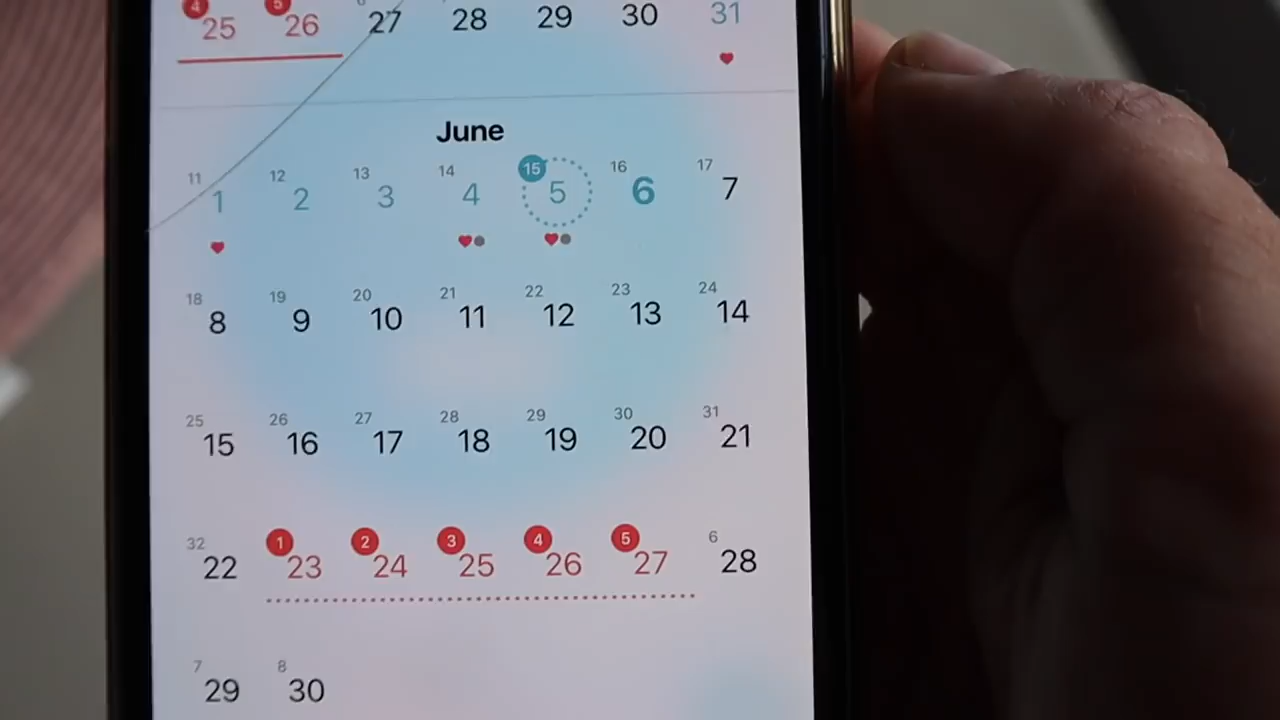 4 5 6
25 26 27 28 29 30 31
June
11 12 13 14 15 16 17
1 2 3 4 5 6 7
18 19 20 21 22 23 24
8 9 10 11 12 13 14
25 26 27 28 29 30 31
15 16 17 18 19 20 21
32 1 2 3 4 5 6
22 23 24 25 26 27 28
7 8
29 30